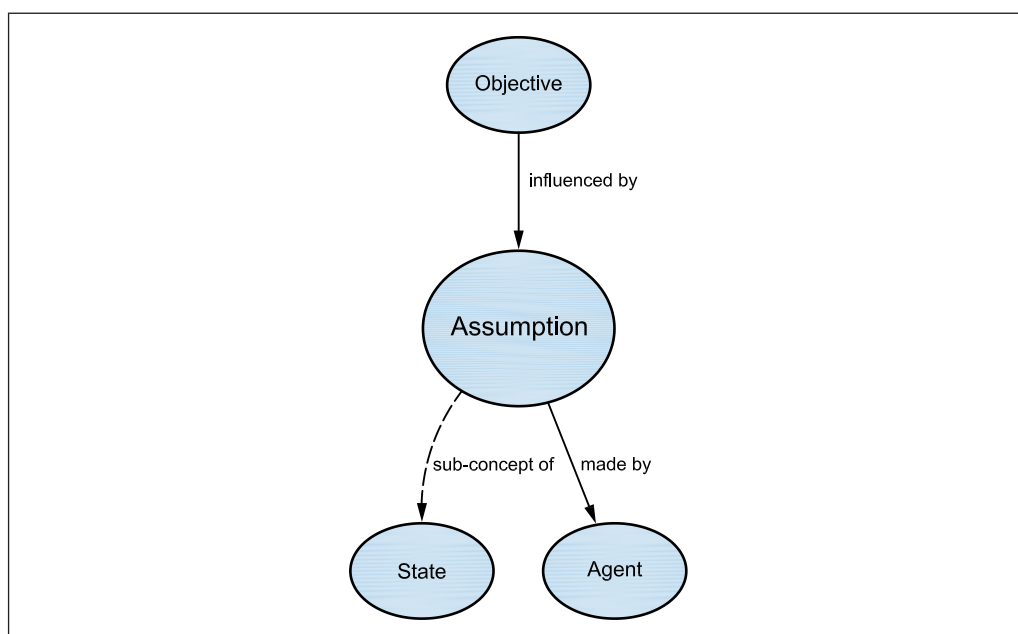 Objective
influenced by
Assumption
sub-concept of
made by
State
Agent